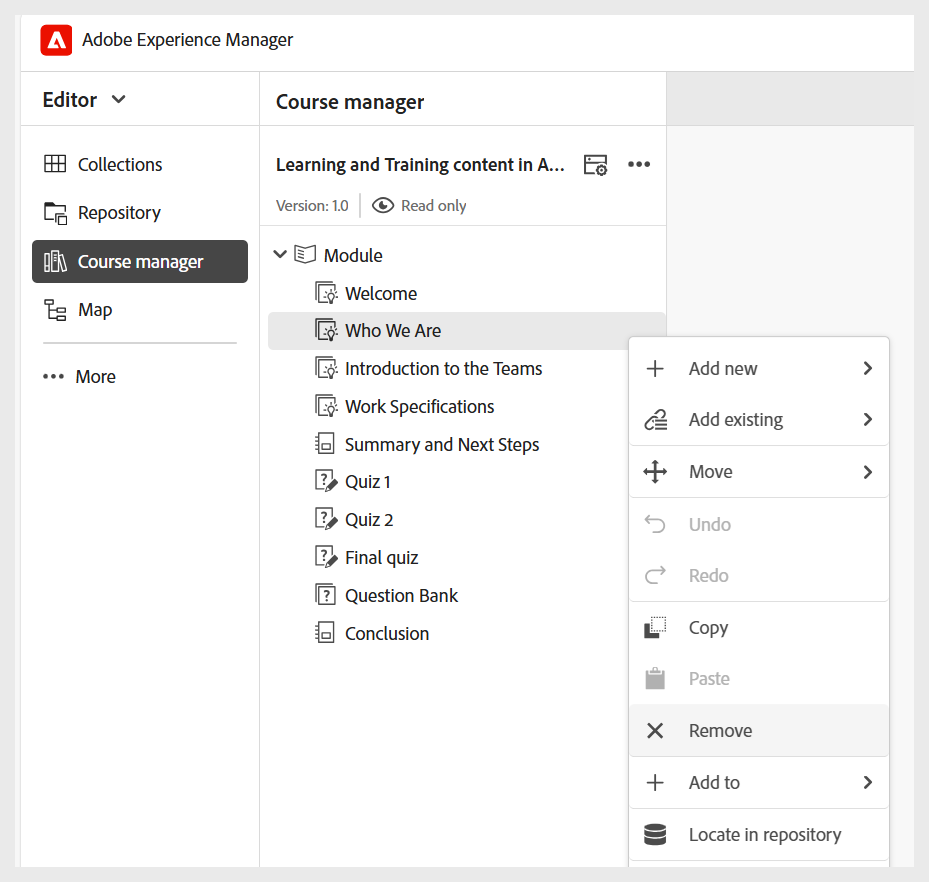 Adobe Experience Manager
Editor
Course manager
Collections
Repository
Course manager
Map
More
Learning and Training content in A...
Version: 1.0 Read only
Module
Welcome
Who We Are
Introduction to the Teams
Work Specifications
Summary and Next Steps
Quiz 1
Quiz 2
Final quiz
Question Bank
Conclusion
Add new
Add existing
Move
Undo
Redo
Copy
Paste
Remove
Add to
Locate in repository